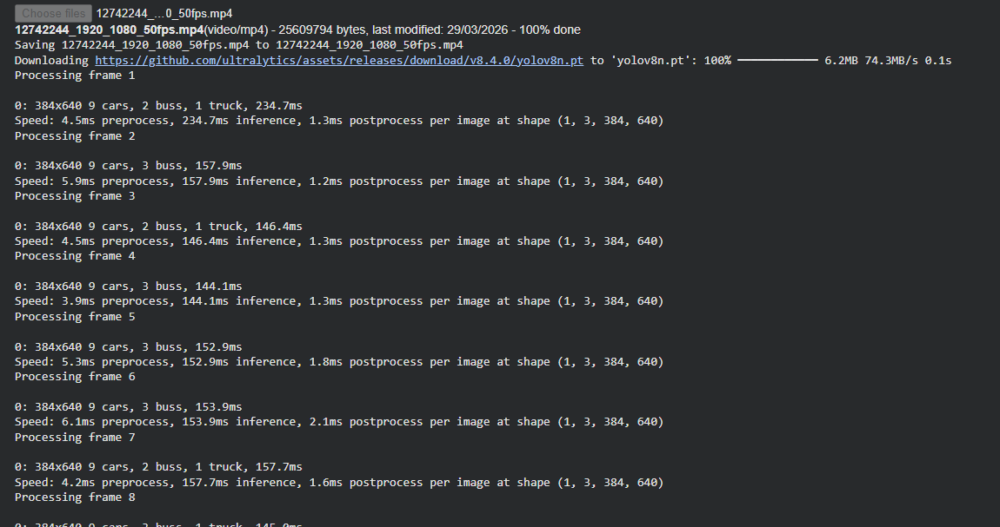 Choose files 12742244_...0_50fps.mp4
12742244_1920_1080_50fps.mp4(video/mp4) - 25609794 bytes, last modified: 29/03/2026 - 100% done
Saving 12742244_1920_1080_50fps.mp4 to 12742244_1920_1080_50fps.mp4
Downloading https://github.com/ultralytics/assets/releases/download/v8.4.0/yolov8n.pt to 'yolov8n.pt': 100% ━━━━━━━━━━━━ 6.2MB 74.3MB/s 0.1s
Processing frame 1
0: 384x640 9 cars, 2 buss, 1 truck, 234.7ms
Speed: 4.5ms preprocess, 234.7ms inference, 1.3ms postprocess per image at shape (1, 3, 384, 640)
Processing frame 2
0: 384x640 9 cars, 3 buss, 157.9ms
Speed: 5.9ms preprocess, 157.9ms inference, 1.2ms postprocess per image at shape (1, 3, 384, 640)
Processing frame 3
0: 384x640 9 cars, 2 buss, 1 truck, 146.4ms
Speed: 4.5ms preprocess, 146.4ms inference, 1.3ms postprocess per image at shape (1, 3, 384, 640)
Processing frame 4
0: 384x640 9 cars, 3 buss, 144.1ms
Speed: 3.9ms preprocess, 144.1ms inference, 1.3ms postprocess per image at shape (1, 3, 384, 640)
Processing frame 5
0: 384x640 9 cars, 3 buss, 152.9ms
Speed: 5.3ms preprocess, 152.9ms inference, 1.8ms postprocess per image at shape (1, 3, 384, 640)
Processing frame 6
0: 384x640 9 cars, 3 buss, 153.9ms
Speed: 6.1ms preprocess, 153.9ms inference, 2.1ms postprocess per image at shape (1, 3, 384, 640)
Processing frame 7
0: 384x640 9 cars, 2 buss, 1 truck, 157.7ms
Speed: 4.2ms preprocess, 157.7ms inference, 1.6ms postprocess per image at shape (1, 3, 384, 640)
Processing frame 8
0: 384x640 9 cars, buss, 1 truck,